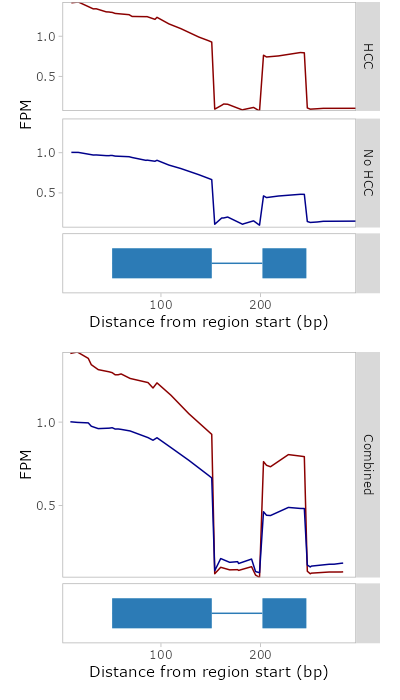 1.0
HCC
0.5
FPM
1.0
No HCC
0.5
100 200
Distance from region start (bp)
1.0
Combined
FPM
0.5
100 200
Distance from region start (bp)